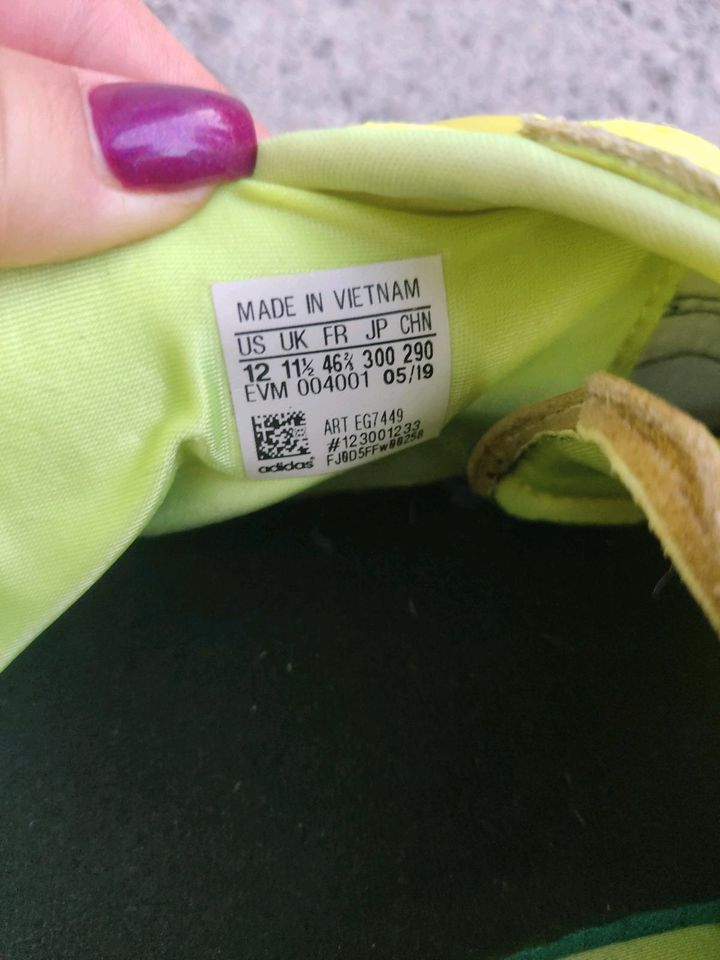 MADE IN VIETNAM
US UK FR JP CHN
12 11½ 46⅔ 300 290
EVM 004001 05/19
ART EG7449
#123001233
FJ0D5FFw00258
adidas